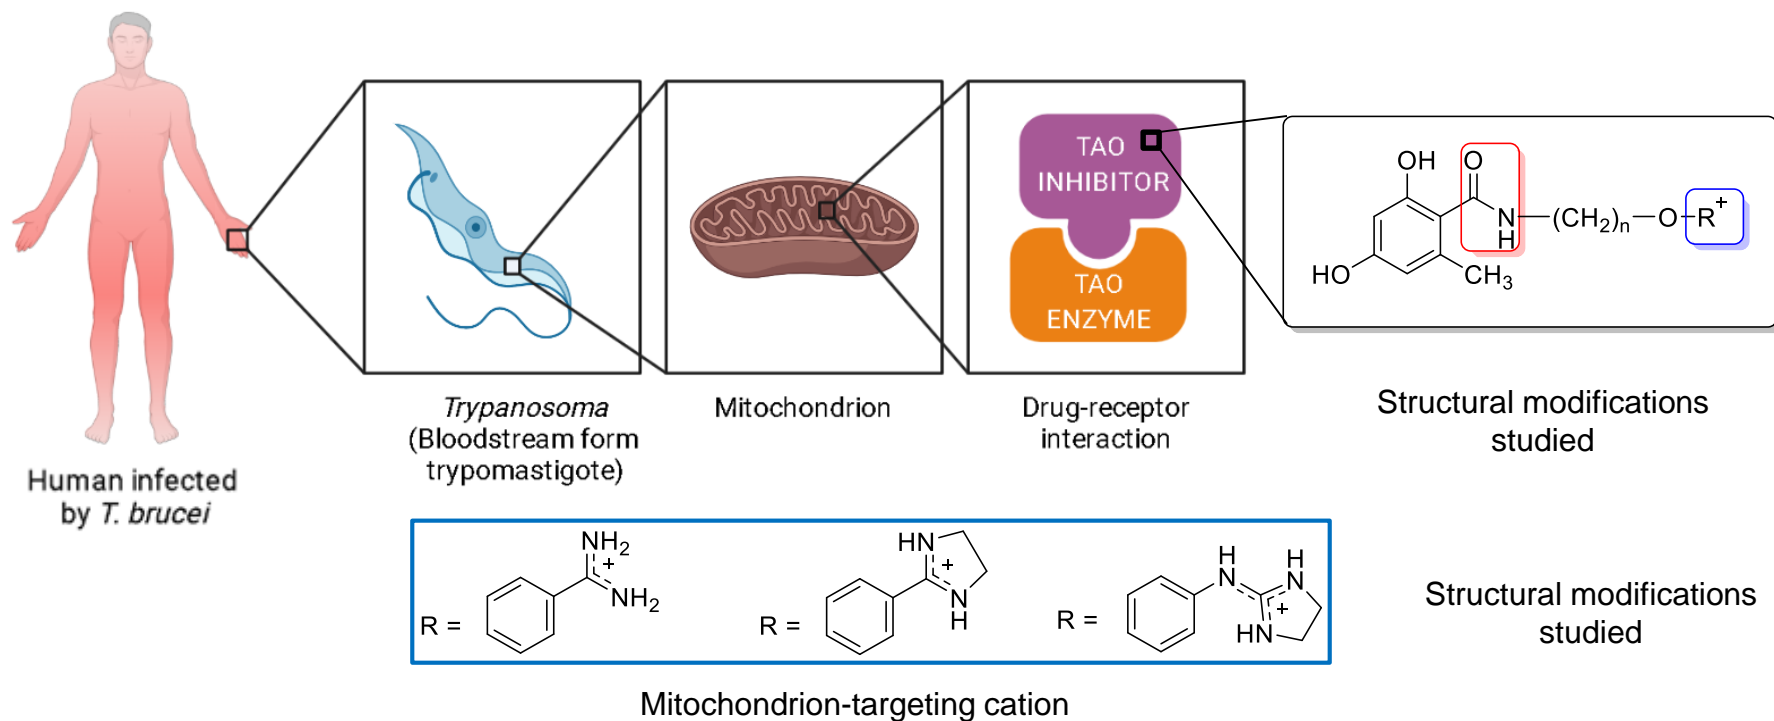 Human infected
by T. brucei
Trypanosoma
(Bloodstream form
trypomastigote)
Mitochondrion
TAO
INHIBITOR
TAO
ENZYME
Drug-receptor
interaction
OH
O
N
H
(CH2)n
O
R+
HO
CH3
Structural modifications
studied
R =
NH2
+
NH2
R =
HN
+
N
H
R =
H
N
H
N
+
HN
Structural modifications
studied
Mitochondrion-targeting cation